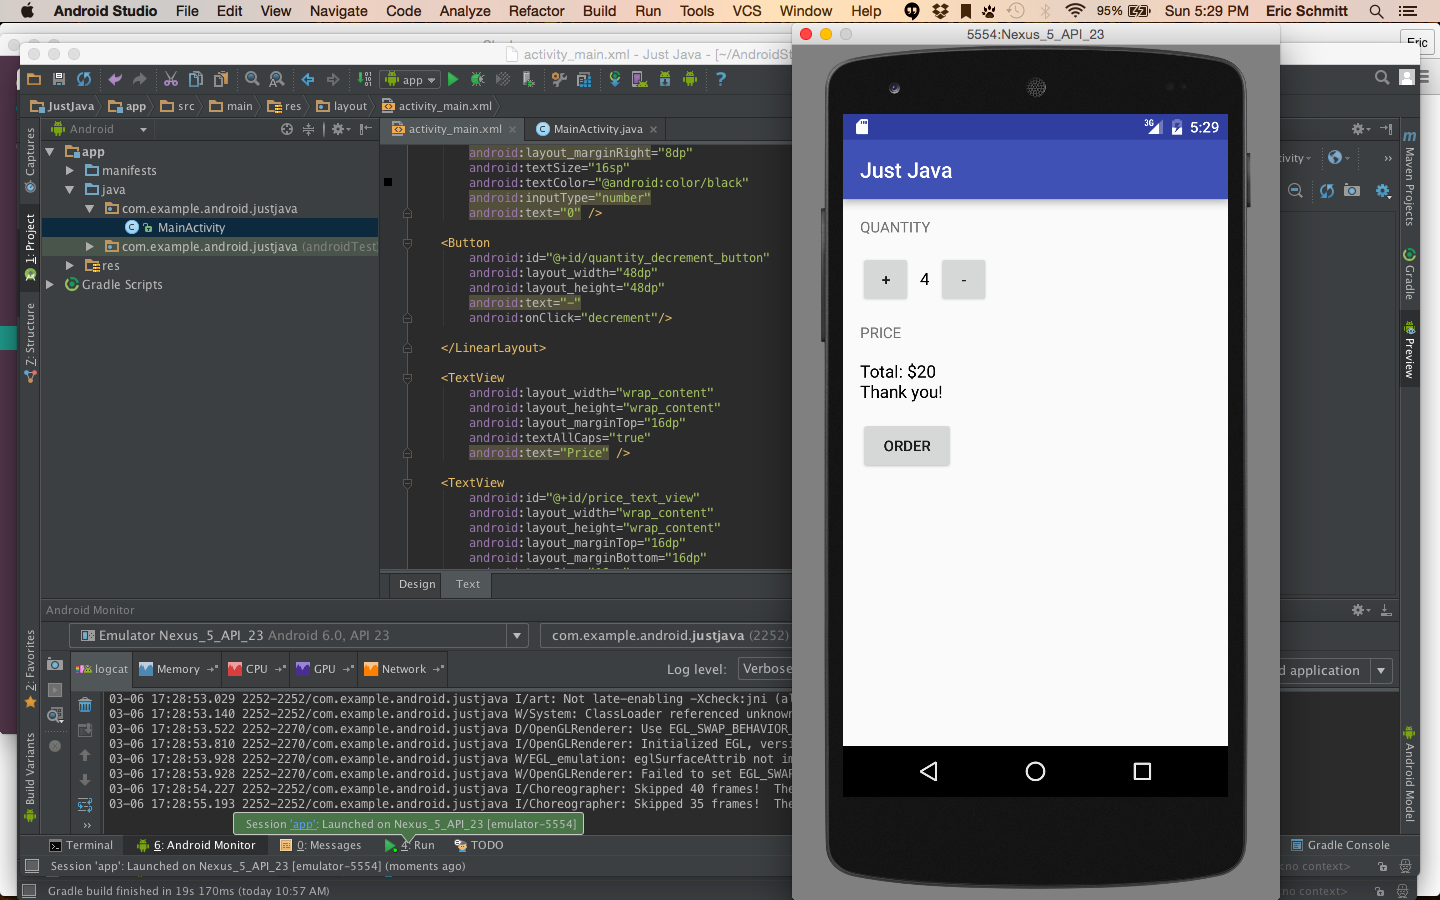 Android Studio File Edit View Navigate Code Analyze Refactor Build Run Tools VCS Window Help 95% Sun 5:29 PM Eric Schmitt
5554:Nexus_5_API_23
Eric
activity_main.xml - Just Java - [~/AndroidSt
app
JustJava app src main res layout activity_main.xml
Android
activity_main.xml MainActivity.java
app
manifests
java
com.example.android.justjava
MainActivity
com.example.android.justjava (androidTest
res
Gradle Scripts
Captures
1: Project
7: Structure
2: Favorites
Build Variants
android:layout_marginRight="8dp"
android:textSize="16sp"
android:textColor="@android:color/black"
android:inputType="number"
android:text="0" />
<Button
android:id="@+id/quantity_decrement_button"
android:layout_width="48dp"
android:layout_height="48dp"
android:text="-"
android:onClick="decrement"/>
</LinearLayout>
<TextView
android:layout_width="wrap_content"
android:layout_height="wrap_content"
android:layout_marginTop="16dp"
android:textAllCaps="true"
android:text="Price" />
<TextView
android:id="@+id/price_text_view"
android:layout_width="wrap_content"
android:layout_height="wrap_content"
android:layout_marginTop="16dp"
android:layout_marginBottom="16dp"
Design Text
3G 5:29
Just Java
QUANTITY
+ 4 -
PRICE
Total: $20
Thank you!
ORDER
ivity
Maven Projects
Gradle
Preview
Android Model
Android Monitor
Emulator Nexus_5_API_23 Android 6.0, API 23
com.example.android.justjava (2252)
logcat Memory CPU GPU Network
Log level: Verbose
d application
03-06 17:28:53.029 2252-2252/com.example.android.justjava I/art: Not late-enabling -Xcheck:jni (al
03-06 17:28:53.140 2252-2252/com.example.android.justjava W/System: ClassLoader referenced unknown
03-06 17:28:53.522 2252-2270/com.example.android.justjava D/OpenGLRenderer: Use EGL_SWAP_BEHAVIOR_
03-06 17:28:53.810 2252-2270/com.example.android.justjava I/OpenGLRenderer: Initialized EGL, versi
03-06 17:28:53.928 2252-2270/com.example.android.justjava W/EGL_emulation: eglSurfaceAttrib not im
03-06 17:28:53.928 2252-2270/com.example.android.justjava W/OpenGLRenderer: Failed to set EGL_SWAP
03-06 17:28:54.227 2252-2252/com.example.android.justjava I/Choreographer: Skipped 40 frames! The
03-06 17:28:55.193 2252-2252/com.example.android.justjava I/Choreographer: Skipped 35 frames! The
Session 'app': Launched on Nexus_5_API_23 [emulator-5554]
Terminal 6: Android Monitor 0: Messages 4: Run TODO Gradle Console
Session 'app': Launched on Nexus_5_API_23 [emulator-5554] (moments ago) <no context>
Gradle build finished in 19s 170ms (today 10:57 AM) <no context>